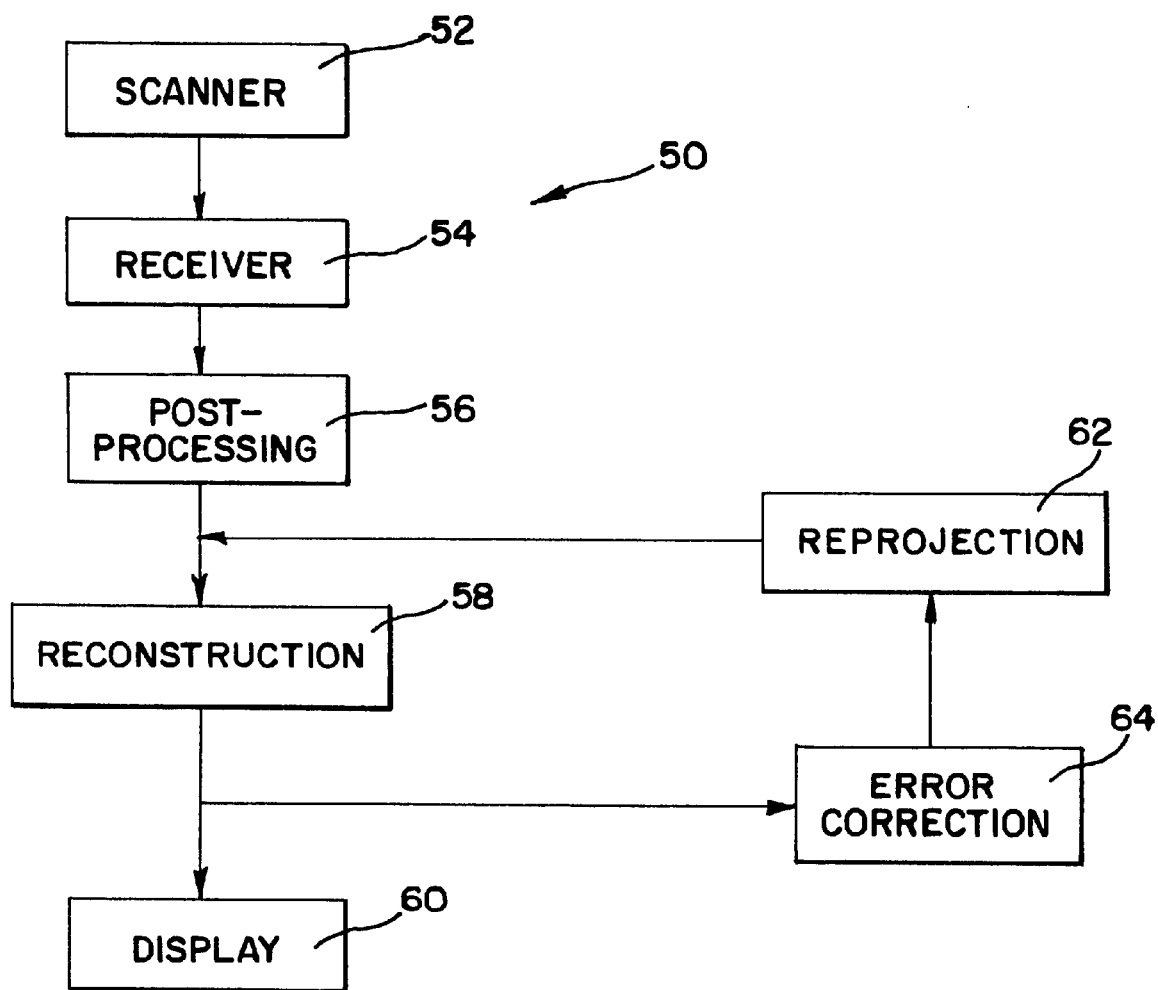 52
SCANNER
50
54
RECEIVER
56
POST-
PROCESSING
62
REPROJECTION
58
RECONSTRUCTION
64
ERROR
CORRECTION
60
DISPLAY